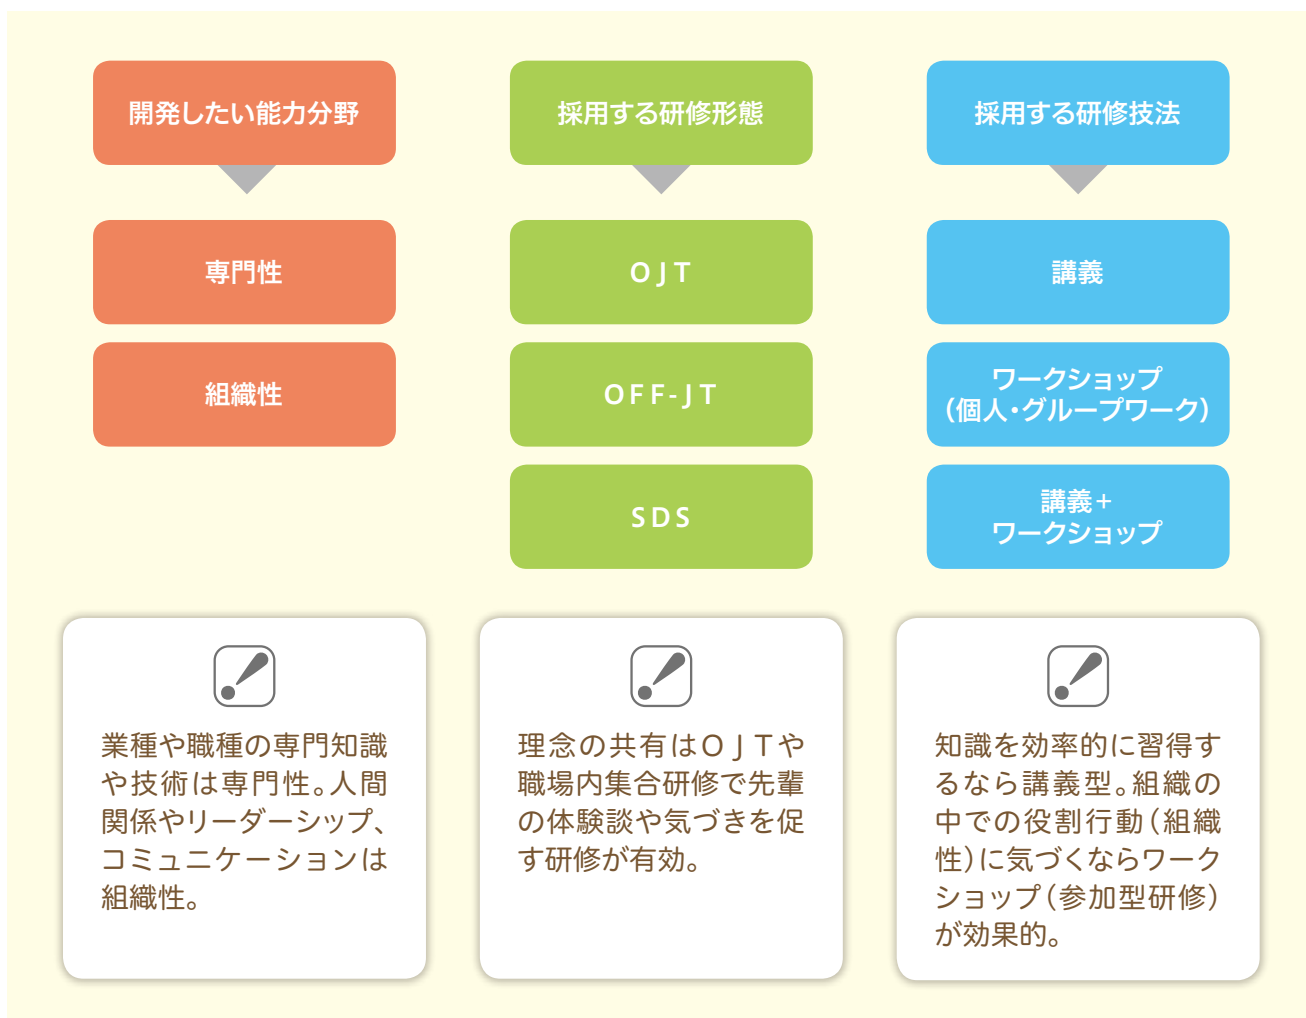 開発したい能力分野
専門性
組織性
業種や職種の専門知識
や技術は専門性。人間
関係やリーダーシップ、
コミュニケーションは
組織性。
採用する研修形態
OJT
OFF-JT
SDS
理念の共有はOJTや
職場内集合研修で先輩
の体験談や気づきを促
す研修が有効。
採用する研修技法
講義
ワークショップ
(個人・グループワーク)
講義+
ワークショップ
知識を効率的に習得す
るなら講義型。組織の
中での役割行動(組織
性)に気づくならワーク
ショップ(参加型研修)
が効果的。